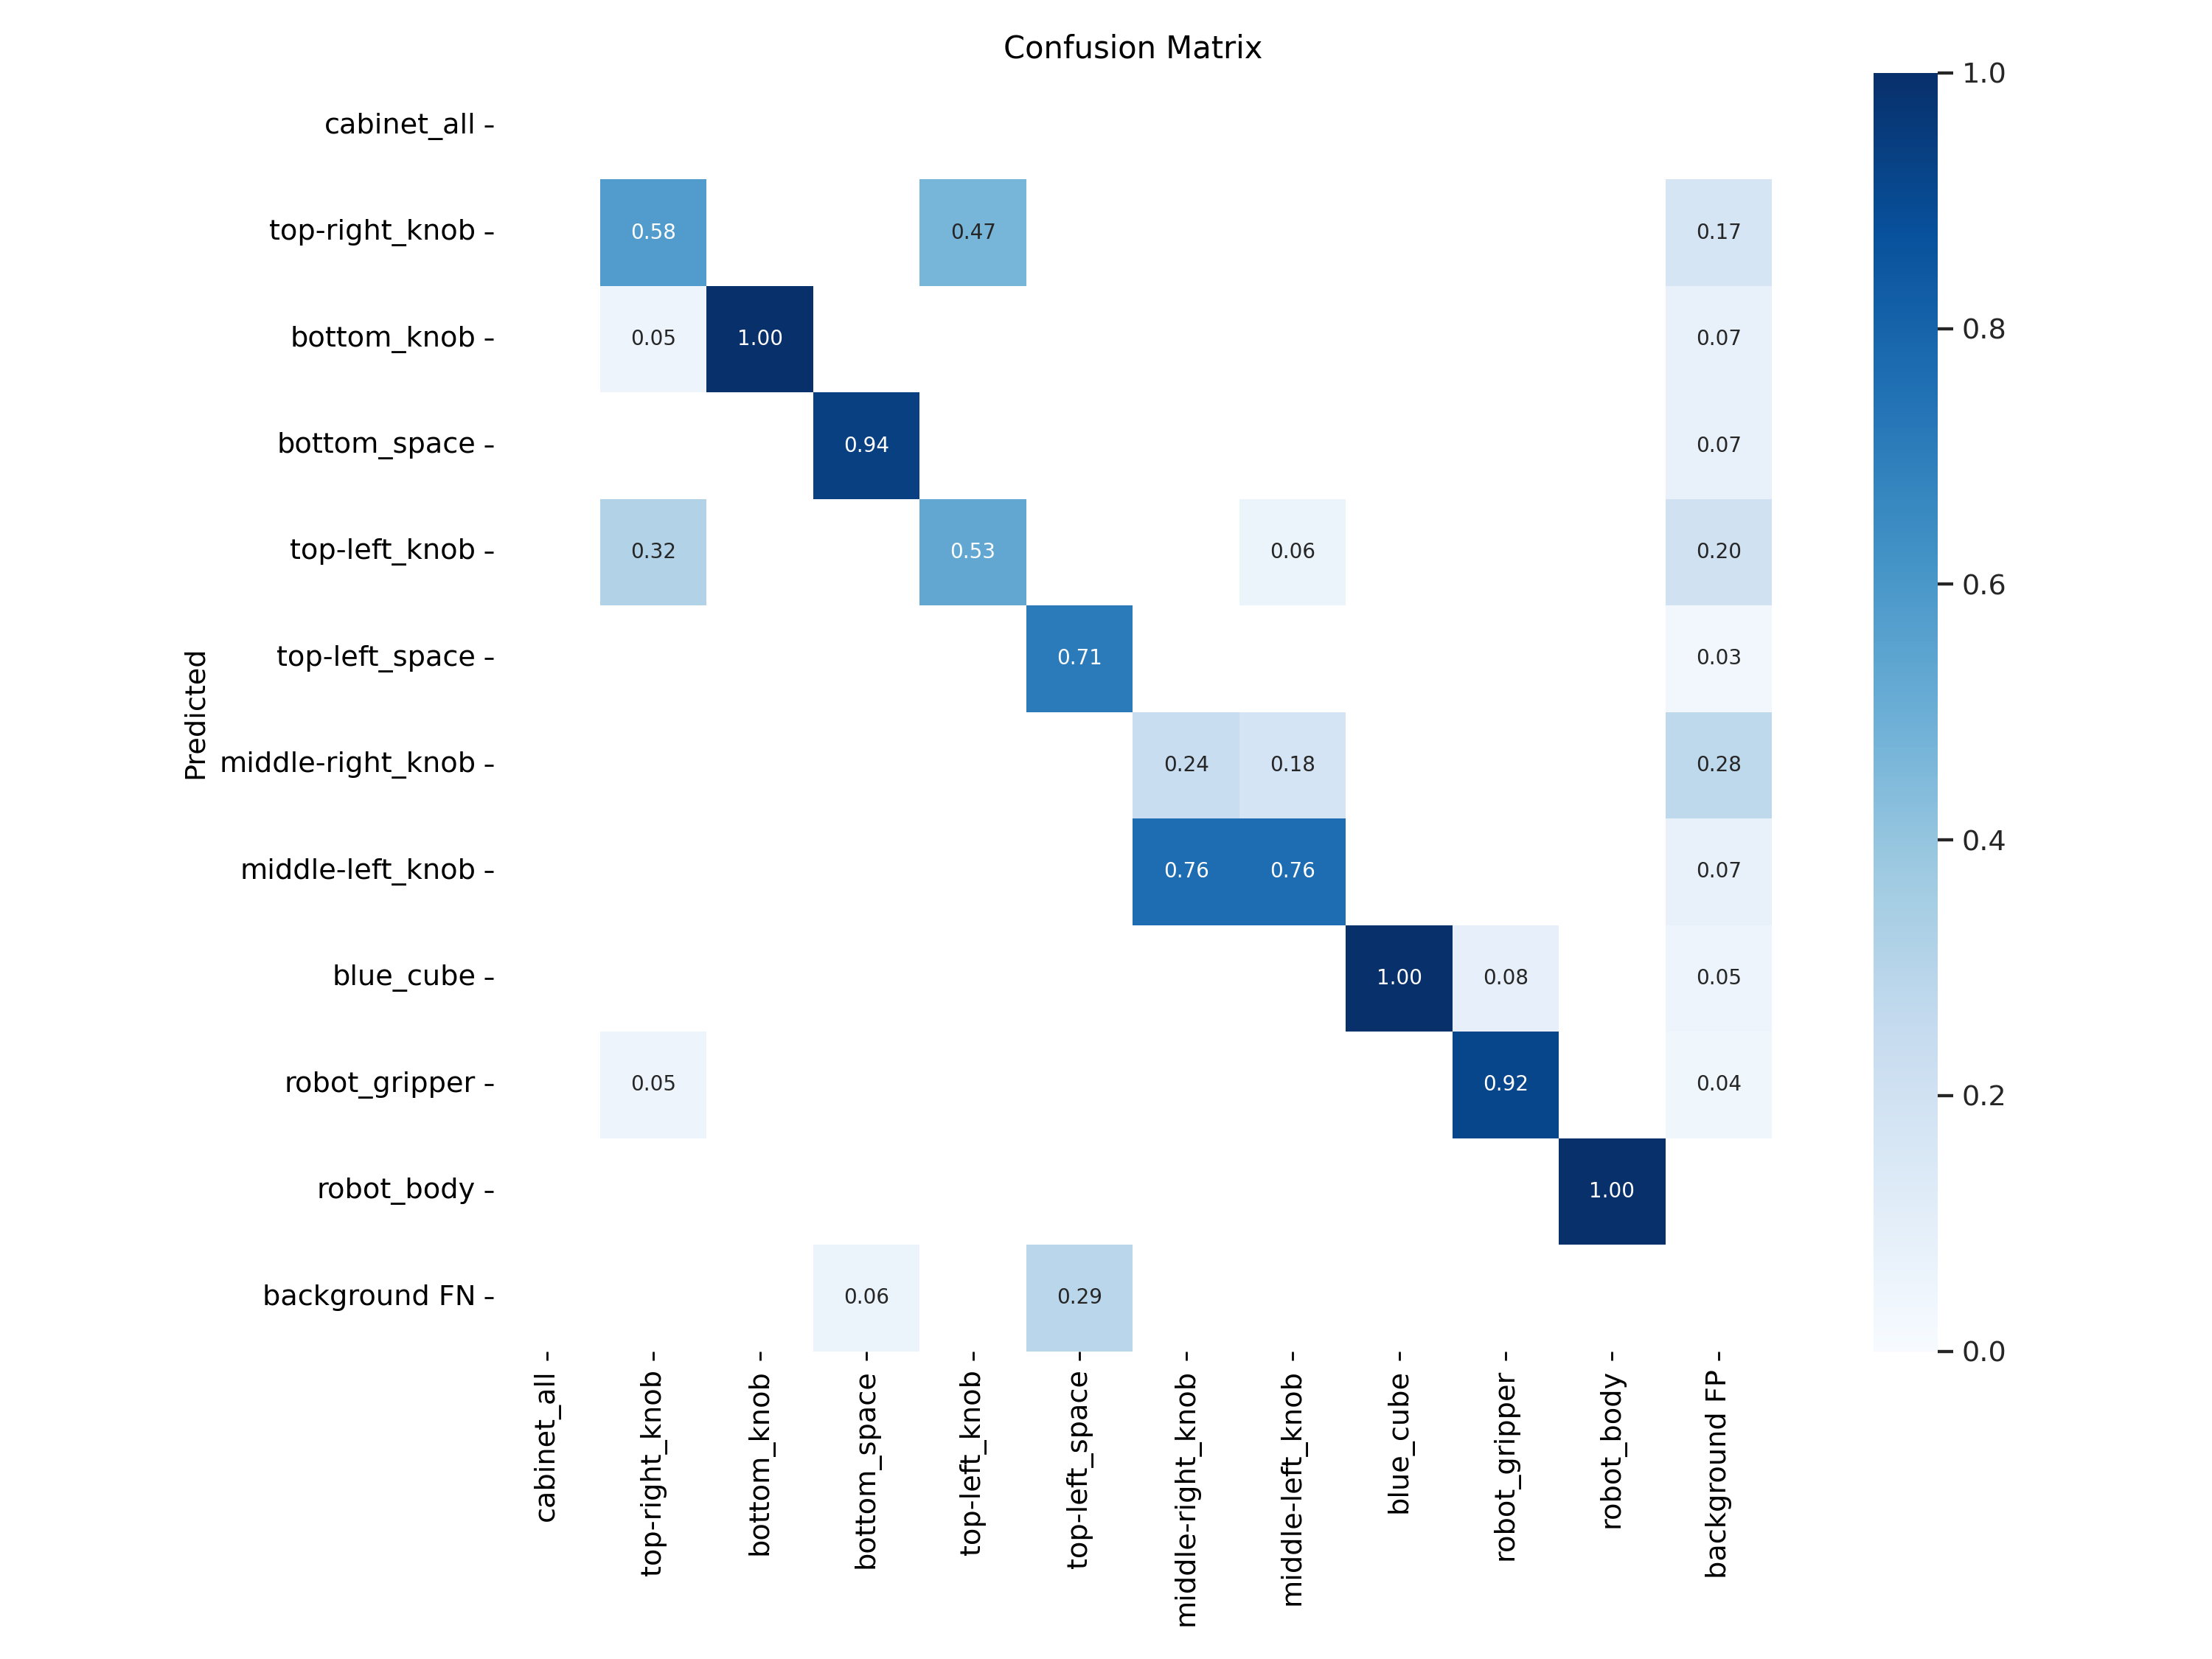 Confusion Matrix
1.0
cabinet_all
top-right_knob 0.58 0.47 0.17
bottom_knob 0.05 1.00 0.07
0.8
bottom_space 0.94 0.07
top-left_knob 0.32 0.53 0.06 0.20
0.6
top-left_space 0.71 0.03
Predicted
middle-right_knob 0.24 0.18 0.28
0.4
middle-left_knob 0.76 0.76 0.07
blue_cube 1.00 0.08 0.05
robot_gripper 0.05 0.92 0.04
0.2
robot_body 1.00
background FN 0.06 0.29
0.0
cabinet_all
top-right_knob
bottom_knob
bottom_space
top-left_knob
top-left_space
middle-right_knob
middle-left_knob
blue_cube
robot_gripper
robot_body
background FP